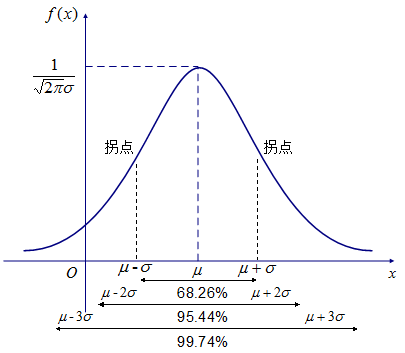 f(x)
1
√2πσ
拐点 拐点
O μ-σ μ μ+σ x
μ-2σ 68.26% μ+2σ
μ-3σ 95.44% μ+3σ
99.74%